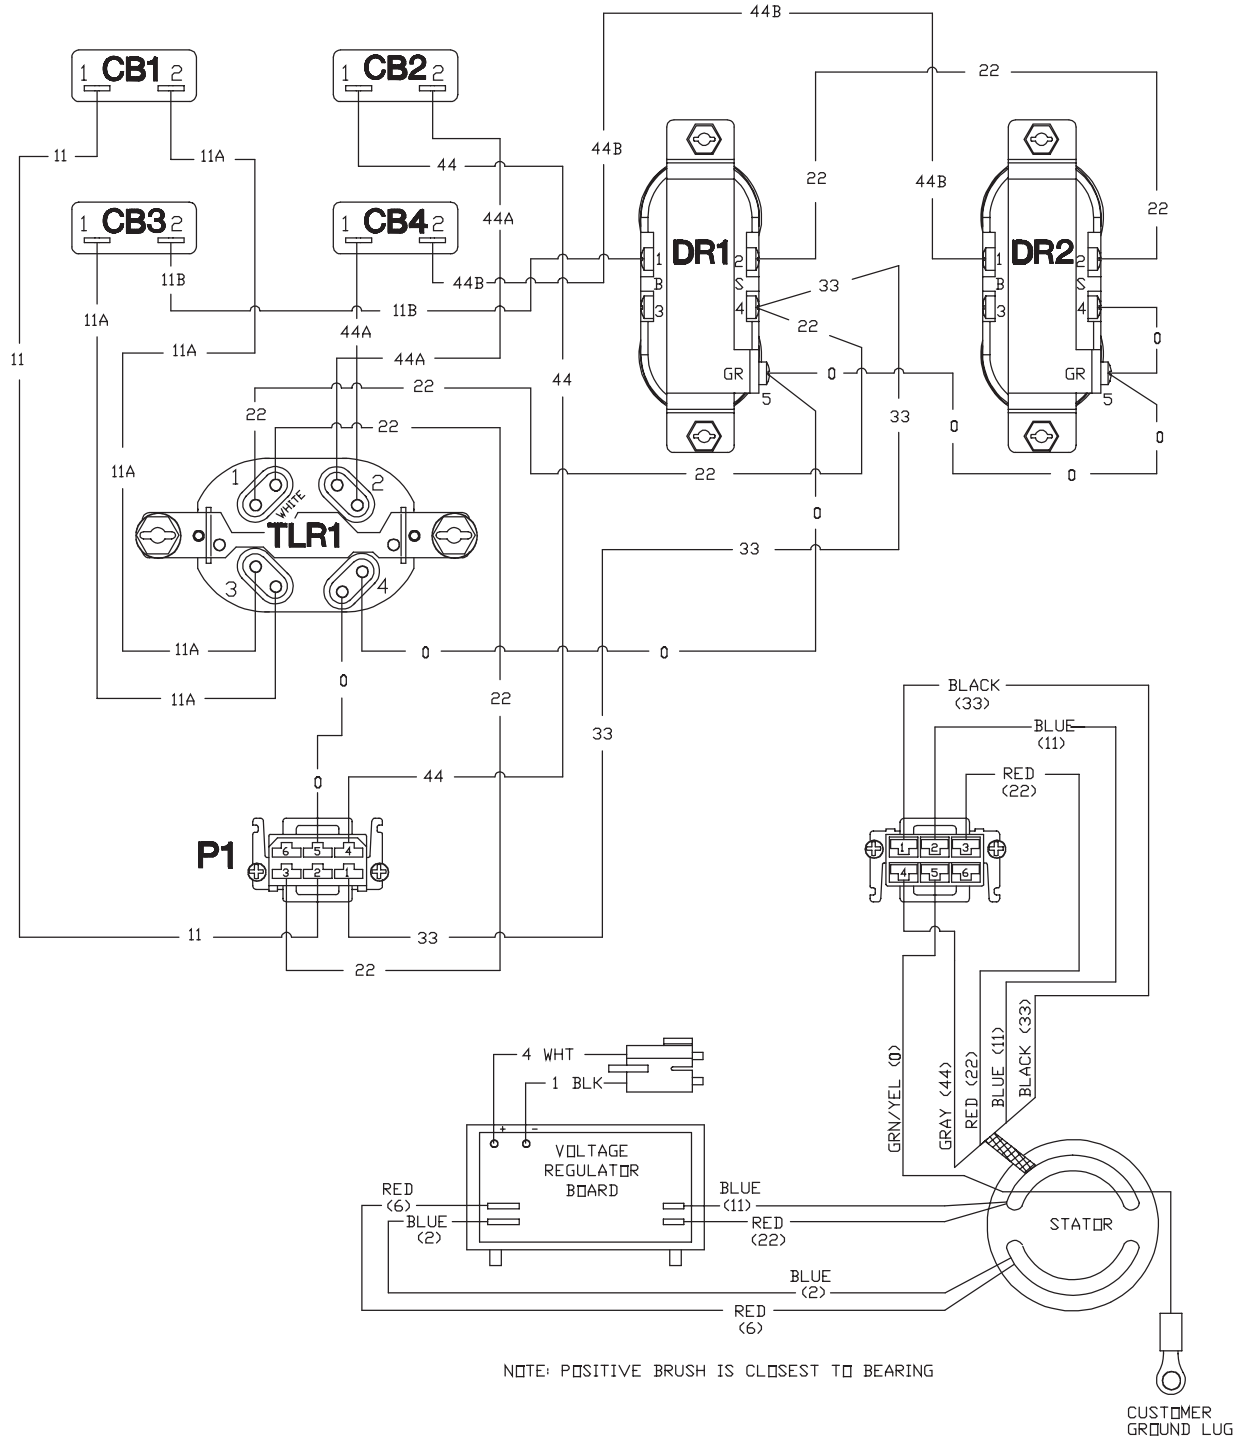 44B
1 CB1 2
1 CB2 2
22
11
11A
44
44B
22
44B
22
1 CB3 2
1 CB4 2
44A
DR1
1
2
B
S
3
4
GR
5
DR2
1
2
B
S
3
4
GR
5
11B
44B
33
11A
11B
44A
22
0
11
11A
44A
0
22
44
22
22
33
0
0
11A
1
2
22
0
WHITE
TLR1
0
33
3
4
11A
0
0
0
11A
22
33
0
44
BLACK
(33)
BLUE
(11)
RED
(22)
P1
6 5 4
3 2 1
1 2 3
4 5 6
11
33
22
GRN/YEL (0)
GRAY (44)
RED (22)
BLUE (11)
BLACK (33)
4 WHT
1 BLK
+ -
VOLTAGE
REGULATOR
BOARD
RED
(6)
BLUE
(2)
BLUE
(11)
RED
(22)
STATOR
BLUE
(2)
RED
(6)
NOTE: POSITIVE BRUSH IS CLOSEST TO BEARING
CUSTOMER
GROUND LUG